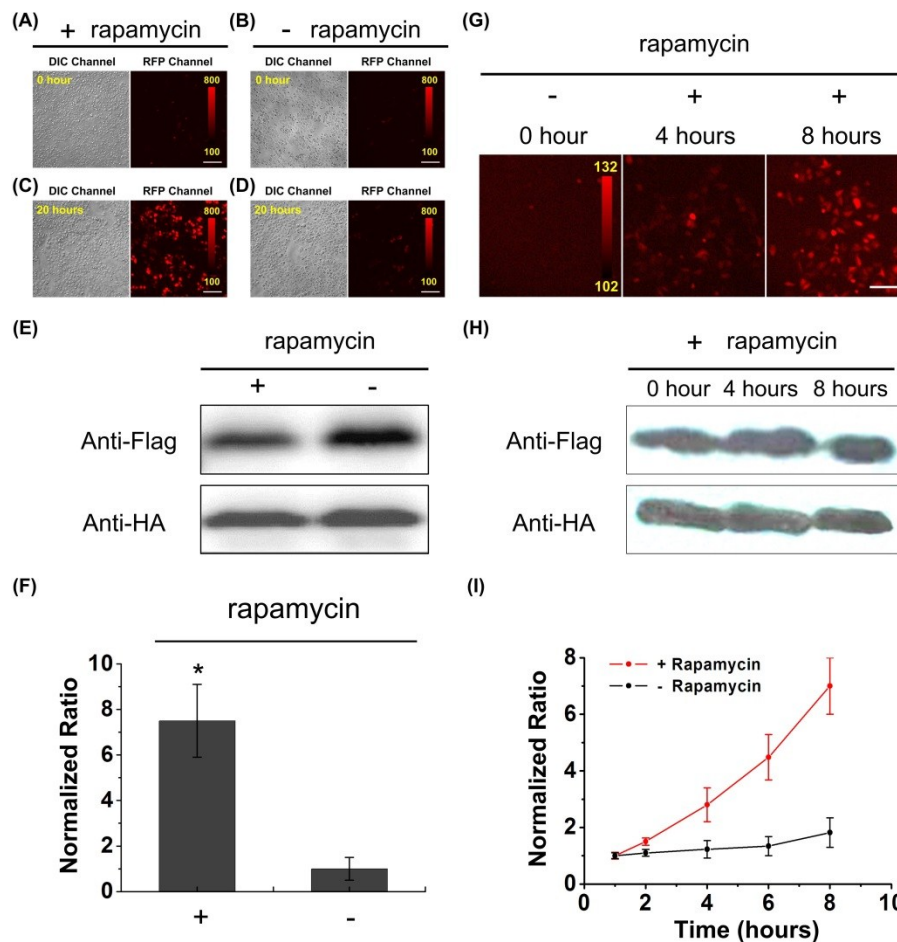 (A)
+ rapamycin
DIC Channel RFP Channel
0 hour
800
100
(B)
- rapamycin
DIC Channel RFP Channel
0 hour
800
100
(C)
DIC Channel RFP Channel
20 hours
800
100
(D)
DIC Channel RFP Channel
20 hours
800
100
(E)
rapamycin
+ -
Anti-Flag
Anti-HA
(F)
rapamycin
Normalized Ratio
10
8
6
4
2
0
*
+ -
(G)
rapamycin
- + +
0 hour 4 hours 8 hours
132
102
(H)
+ rapamycin
0 hour 4 hours 8 hours
Anti-Flag
Anti-HA
(I)
Normalized Ratio
8
6
4
2
0
+ Rapamycin
- Rapamycin
0 2 4 6 8 10
Time (hours)